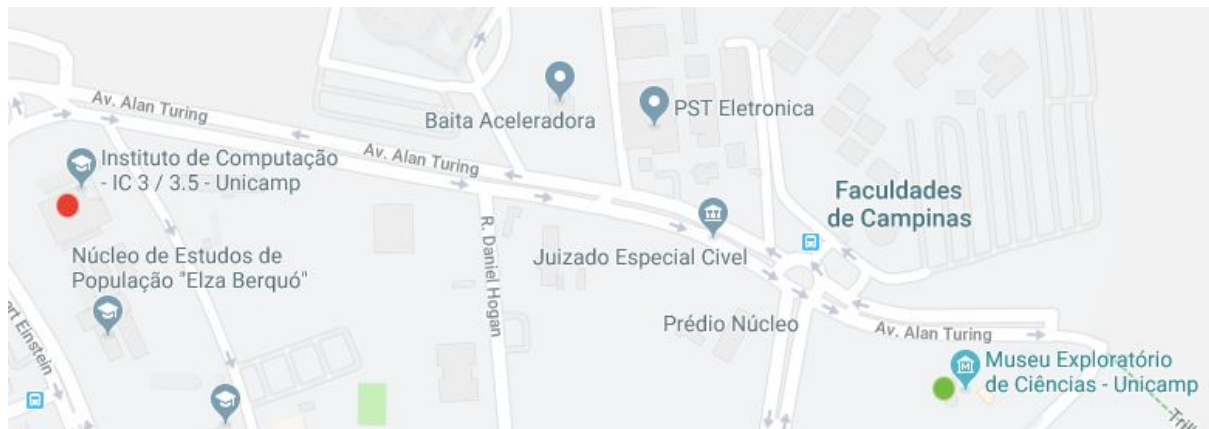 Av. Alan Turing
Baita Aceleradora
PST Eletronica
Instituto de Computação
- IC 3 / 3.5 - Unicamp
Av. Alan Turing
Faculdades
de Campinas
Núcleo de Estudos de
População "Elza Berquó"
R. Daniel Hogan
Juizado Especial Civel
ert Einstein
Prédio Núcleo
Av. Alan Turing
Museu Exploratório
de Ciências - Unicamp